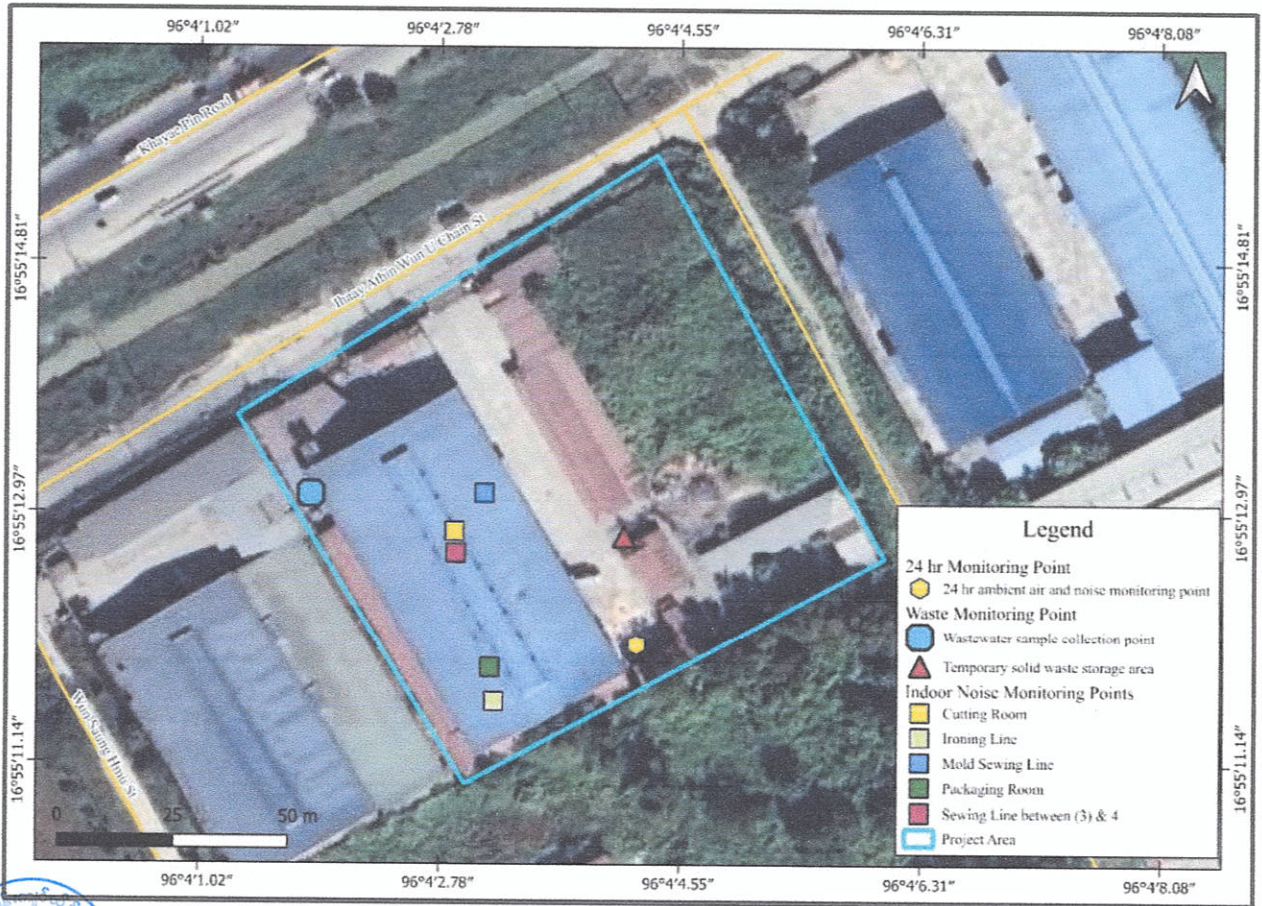 96°4'1.02" 96°4'2.78" 96°4'4.55" 96°4'6.31" 96°4'8.08"
Khayae Pin Road
16°55'14.81"
16°55'14.81"
Thatay Athin Wun U Chain St
16°55'12.97"
16°55'12.97"
Legend
24 hr Monitoring Point
24 hr ambient air and noise monitoring point
Waste Monitoring Point
Wastewater sample collection point
Temporary solid waste storage area
Indoor Noise Monitoring Points
Cutting Room
Ironing Line
Mold Sewing Line
Packaging Room
Sewing Line between (3) & 4
Project Area
Wun Saung Hmu St
16°55'11.14"
16°55'11.14"
0 25 50 m
96°4'1.02" 96°4'2.78" 96°4'4.55" 96°4'6.31" 96°4'8.08"